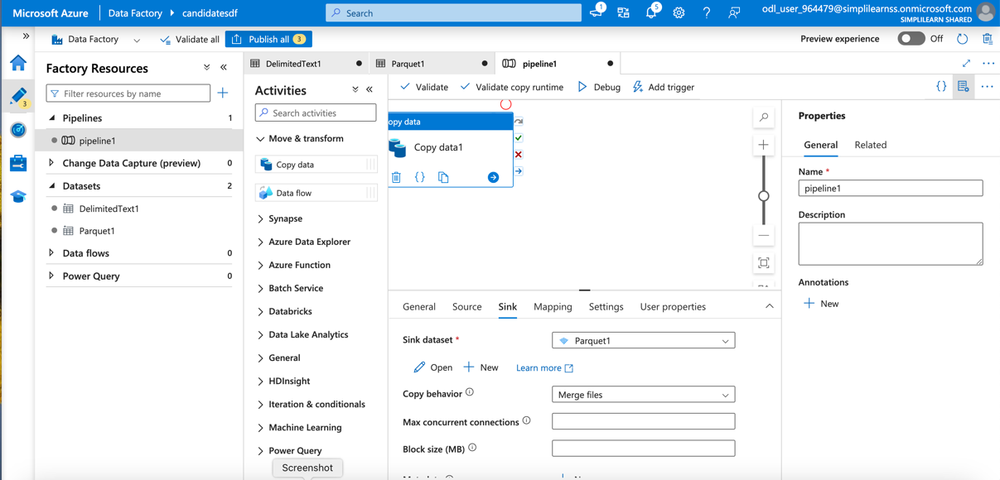 Microsoft Azure
Data Factory
candidatesdf
Search
1
5
odl_user_964479@simplilearnss.onmicrosoft.com
SIMPLILEARN SHARED
Data Factory
Validate all
Publish all 3
Preview experience
Off
3
Factory Resources
Filter resources by name
Pipelines 1
pipeline1
Change Data Capture (preview) 0
Datasets 2
DelimitedText1
Parquet1
Data flows 0
Power Query 0
DelimitedText1
Parquet1
pipeline1
Activities
Search activities
Move & transform
Copy data
Data flow
Synapse
Azure Data Explorer
Azure Function
Batch Service
Databricks
Data Lake Analytics
General
HDInsight
Iteration & conditionals
Machine Learning
Power Query
Screenshot
Validate
Validate copy runtime
Debug
Add trigger
opy data
Copy data1
General
Source
Sink
Mapping
Settings
User properties
Sink dataset *
Parquet1
Open
New
Learn more
Copy behavior
Merge files
Max concurrent connections
Block size (MB)
Properties
General
Related
Name *
pipeline1
Description
Annotations
New